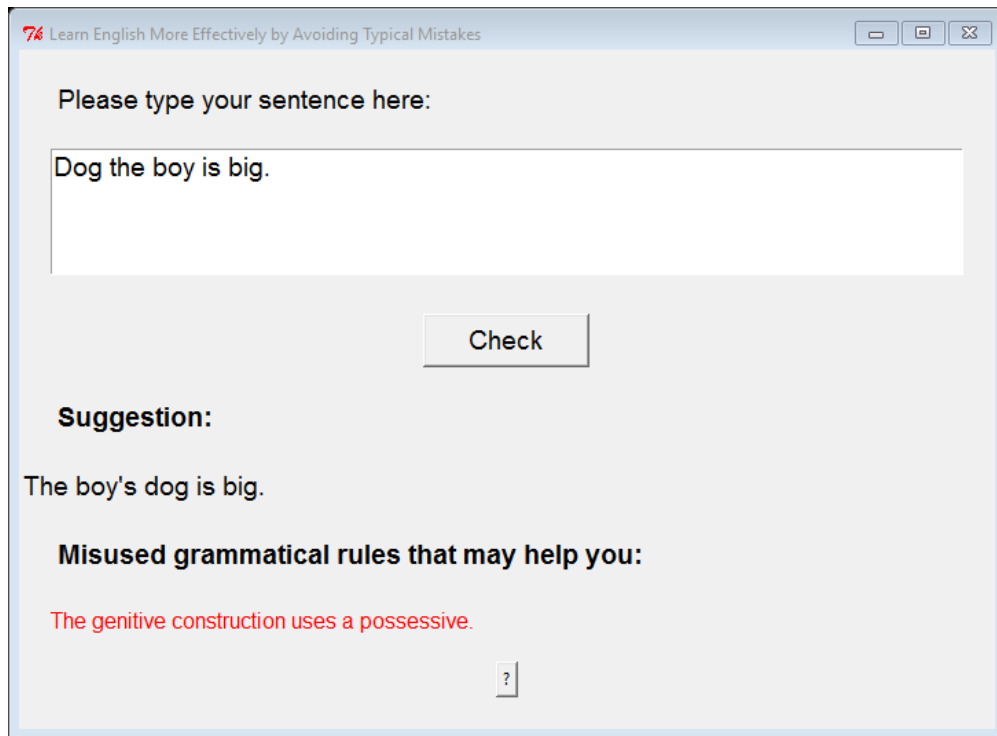 Learn English More Effectively by Avoiding Typical Mistakes
Please type your sentence here:
Dog the boy is big.
Check
Suggestion:
The boy's dog is big.
Misused grammatical rules that may help you:
The genitive construction uses a possessive.
?